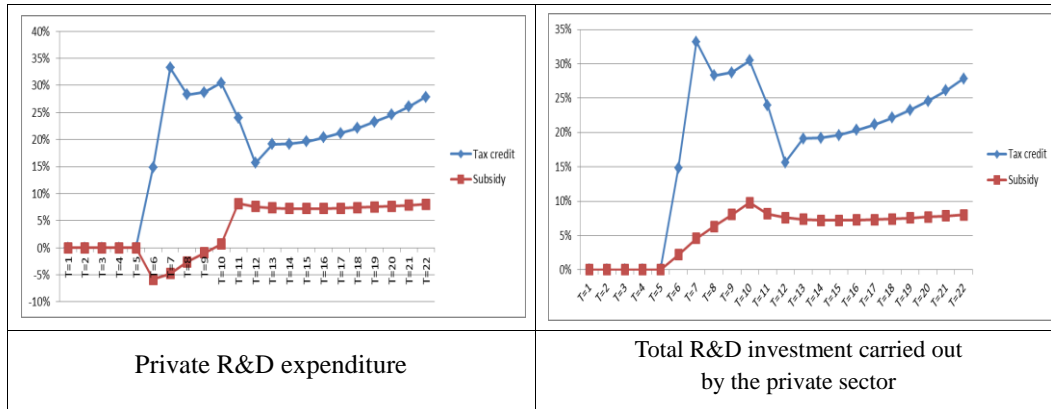 40%
35%
30%
25%
20%
15%
10%
5%
0%
-5%
-10%
T=1
T=2
T=3
T=4
T=5
T=6
T=7
T=8
T=9
T=10
T=11
T=12
T=13
T=14
T=15
T=16
T=17
T=18
T=19
T=20
T=21
T=22
Tax credit
Subsidy
35%
30%
25%
20%
15%
10%
5%
0%
T=1
T=2
T=3
T=4
T=5
T=6
T=7
T=8
T=9
T=10
T=11
T=12
T=13
T=14
T=15
T=16
T=17
T=18
T=19
T=20
T=21
T=22
Tax credit
Subsidy
Private R&D expenditure
Total R&D investment carried out
by the private sector